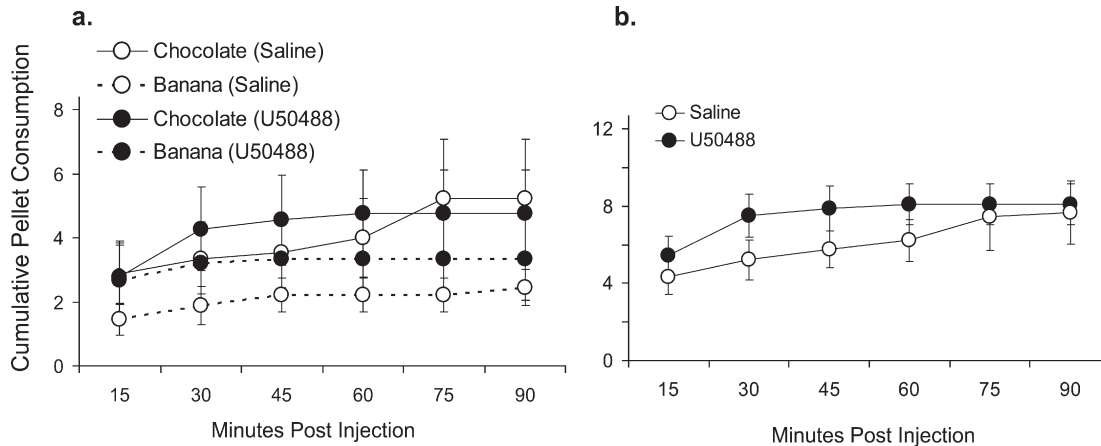 a.
Chocolate (Saline)
Banana (Saline)
Chocolate (U50488)
Banana (U50488)
Cumulative Pellet Consumption
8
6
4
2
0
15 30 45 60 75 90
Minutes Post Injection
b.
Saline
U50488
12
8
4
0
15 30 45 60 75 90
Minutes Post Injection